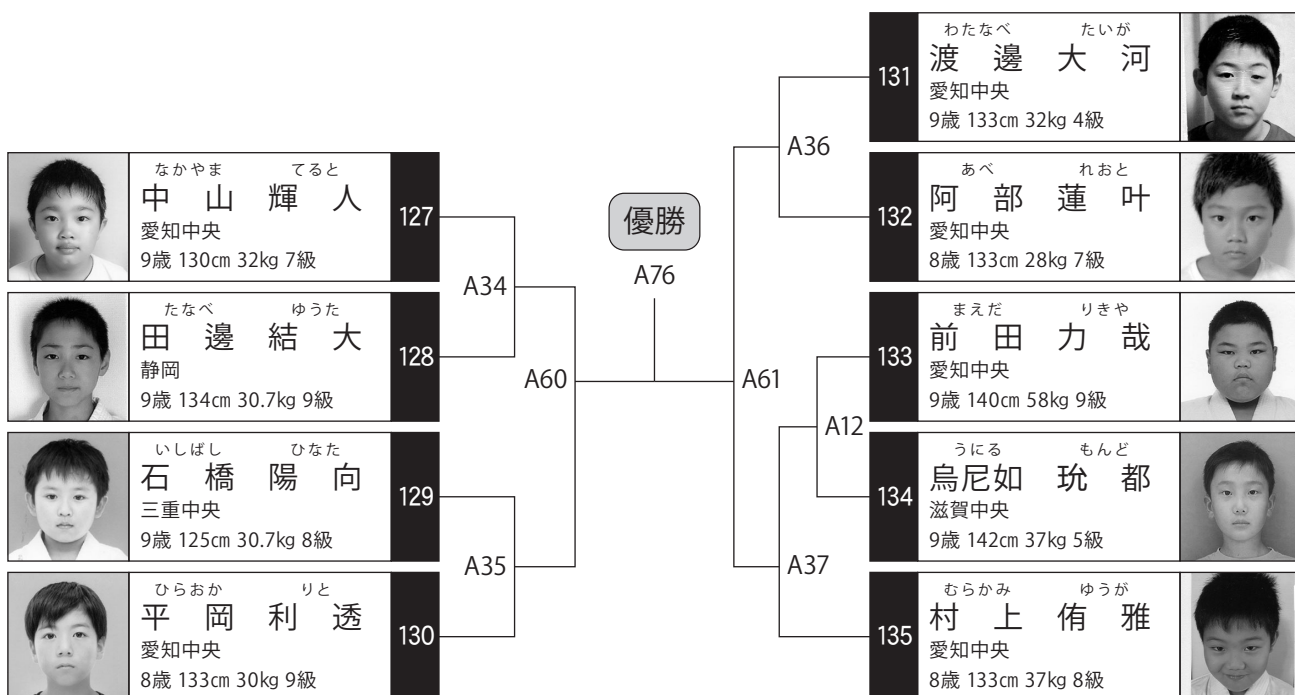 なかやま てると
中山 輝人
愛知中央
9歳 130cm 32kg 7級
127
たなべ ゆうた
田邊 結大
静岡
9歳 134cm 30.7kg 9級
128
いしばし ひなた
石橋 陽向
三重中央
9歳 125cm 30.7kg 8級
129
ひらおか りと
平岡 利透
愛知中央
8歳 133cm 30kg 9級
130
A34
A35
A60
優勝
A76
A61
A36
A12
A37
131
わたなべ たいが
渡邊 大河
愛知中央
9歳 133cm 32kg 4級
132
あべ れおと
阿部 蓮叶
愛知中央
8歳 133cm 28kg 7級
133
まえだ りきや
前田 力哉
愛知中央
9歳 140cm 58kg 9級
134
うにる もんど
烏尼如 玧都
滋賀中央
9歳 142cm 37kg 5級
135
むらかみ ゆうが
村上 侑雅
愛知中央
8歳 133cm 37kg 8級